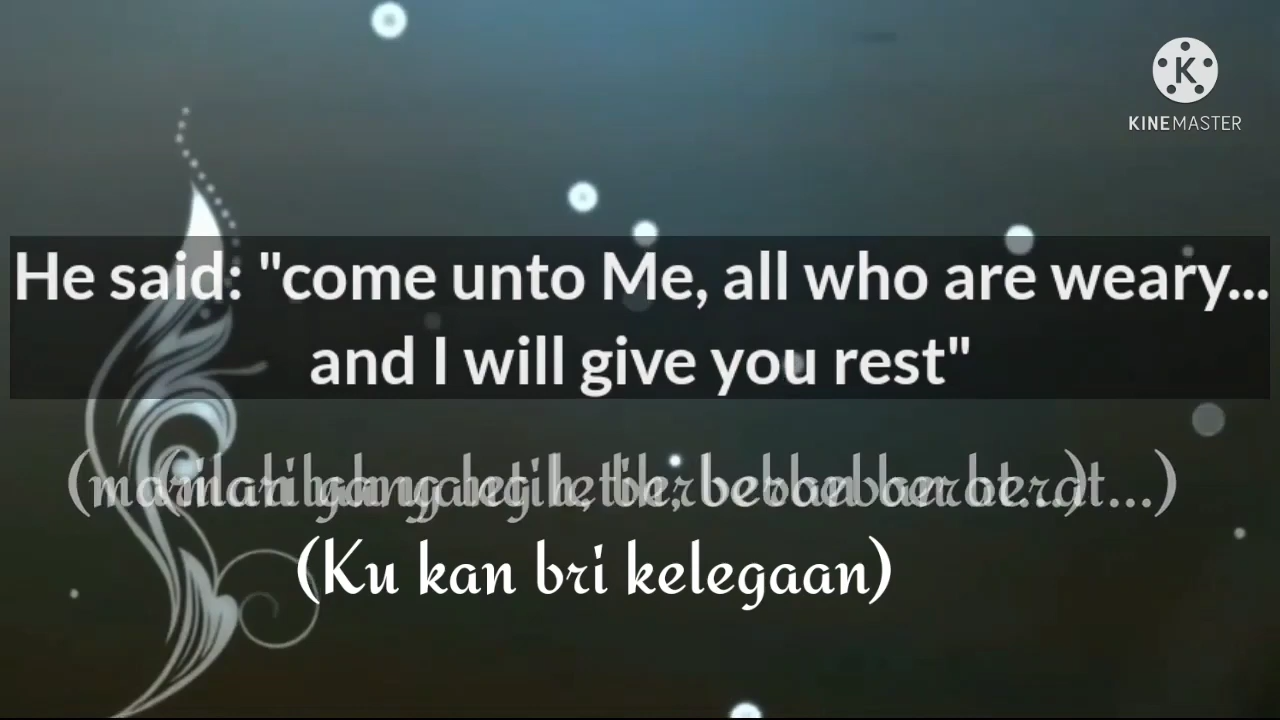 KINEMASTER
He said: "come unto Me, all who are weary...
and I will give you rest"
berat...)
(Ku kan bri kelegaan)